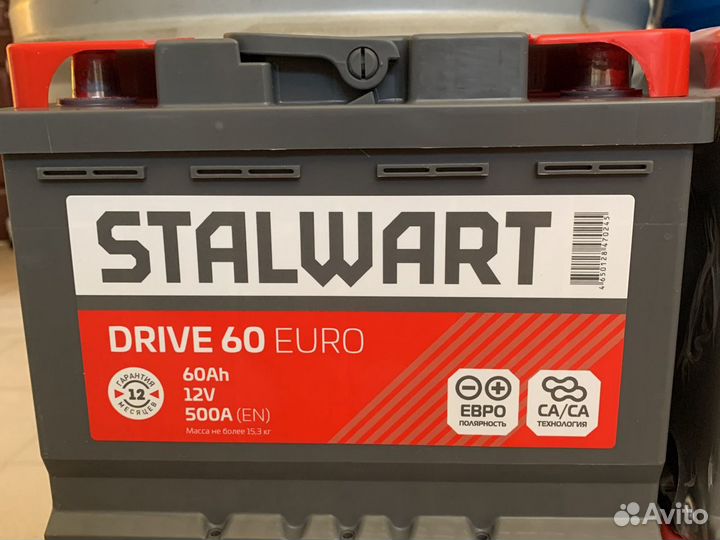 STALWART
4650128470245
DRIVE 60 EURO
ГАРАНТИЯ
12
МЕСЯЦЕВ
60Ah
12V
500A (EN)
Масса не более 15,3 кг
ЕВРО
ПОЛЯРНОСТЬ
CA/CA
ТЕХНОЛОГИЯ
Avito